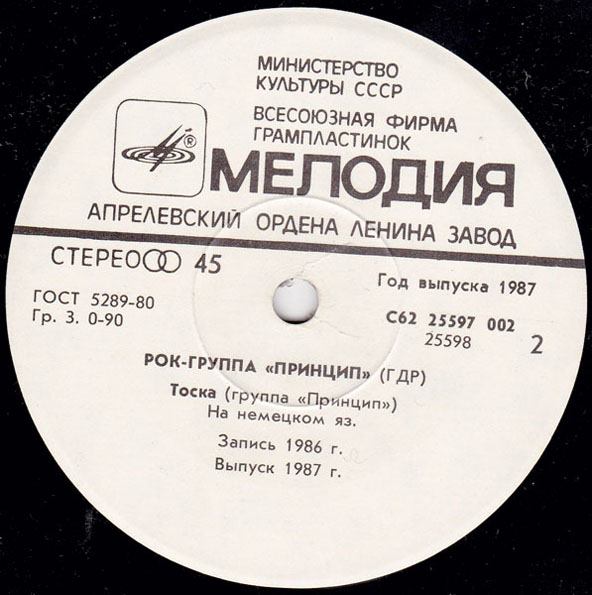 МИНИСТЕРСТВО
КУЛЬТУРЫ СССР
ВСЕСОЮЗНАЯ ФИРМА
ГРАМПЛАСТИНОК
®
МЕЛОДИЯ
АПРЕЛЕВСКИЙ ОРДЕНА ЛЕНИНА ЗАВОД
СТЕРЕО 45
Год выпуска 1987
ГОСТ 5289-80
Гр. 3. 0-90
С62 25597 002
25598
2
РОК-ГРУППА «ПРИНЦИП» (ГДР)
Тоска (группа «Принцип»)
На немецком яз.
Запись 1986 г.
Выпуск 1987 г.